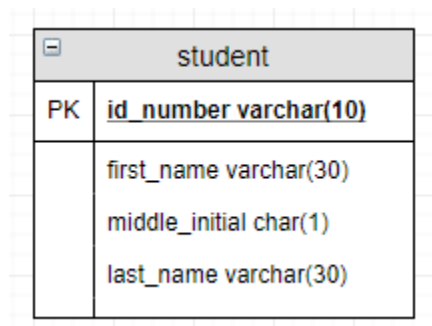 student
PK id_number varchar(10)
first_name varchar(30)
middle_initial char(1)
last_name varchar(30)